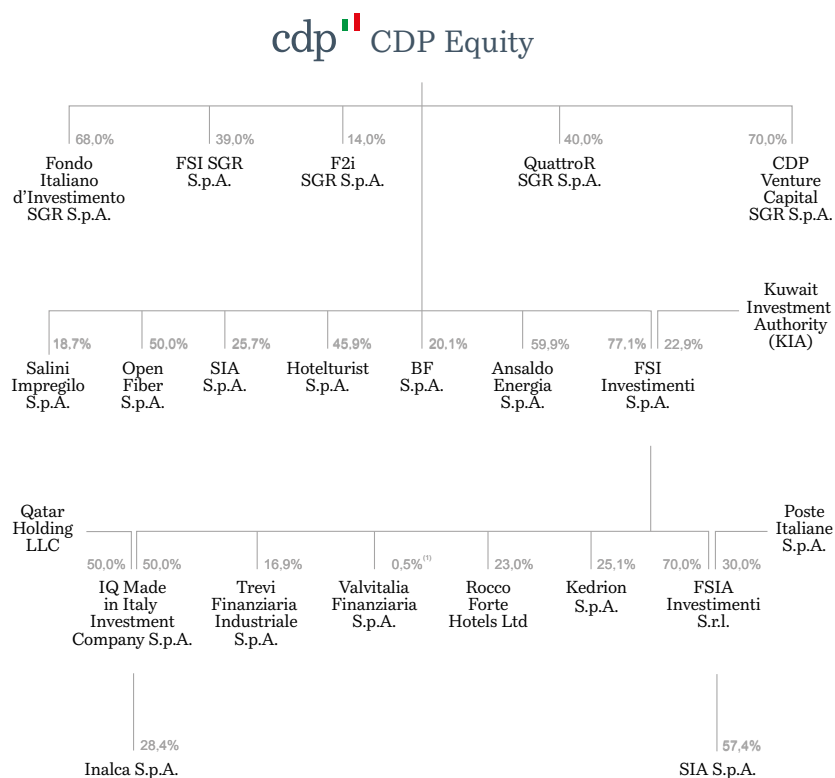 cdp CDP Equity
68,0% 39,0% 14,0% 40,0% 70,0%
Fondo
Italiano
d’Investimento
SGR S.p.A.
FSI SGR
S.p.A.
F2i
SGR S.p.A.
QuattroR
SGR S.p.A.
CDP
Venture
Capital
SGR S.p.A.
Kuwait
Investment
Authority
(KIA)
18.7% 50.0% 25.7% 45.9% 20.1% 59,9% 77,1% 22,9%
Salini
Impregilo
S.p.A.
Open
Fiber
S.p.A.
SIA
S.p.A.
Hotelturist
S.p.A.
BF
S.p.A.
Ansaldo
Energia
S.p.A.
FSI
Investimenti
S.p.A.
Qatar
Holding
LLC
Poste
Italiane
S.p.A.
50,0% 50,0% 16,9% 0,5%(1) 23,0% 25,1% 70,0% 30,0%
IQ Made
in Italy
Investment
Company S.p.A.
Trevi
Finanziaria
Industriale
S.p.A.
Valvitalia
Finanziaria
S.p.A.
Rocco
Forte
Hotels Ltd
Kedrion
S.p.A.
FSIA
Investimenti
S.r.l.
28,4% 57,4%
Inalca S.p.A.
SIA S.p.A.